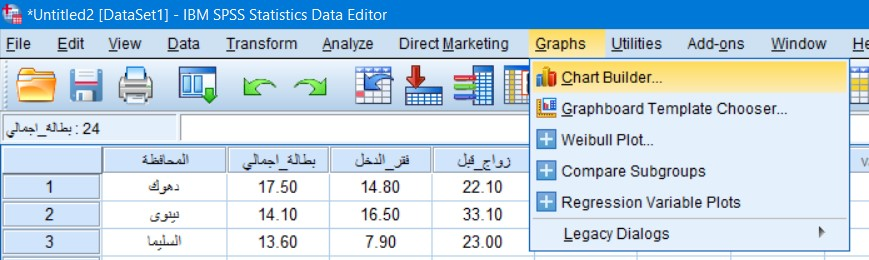 *Untitled2 [DataSet1] - IBM SPSS Statistics Data Editor
File Edit View Data Transform Analyze Direct Marketing Graphs Utilities Add-ons Window He
Chart Builder...
Graphboard Template Chooser...
Weibull Plot...
Compare Subgroups
Regression Variable Plots
Legacy Dialogs
24 : بطالة_اجمالي
المحافظة بطالة_اجمالي فقر_الدخل زواج_قبل
1 دهوك 17.50 14.80 22.10
2 نينوى 14.10 16.50 33.10
3 السليما 13.60 7.90 23.00